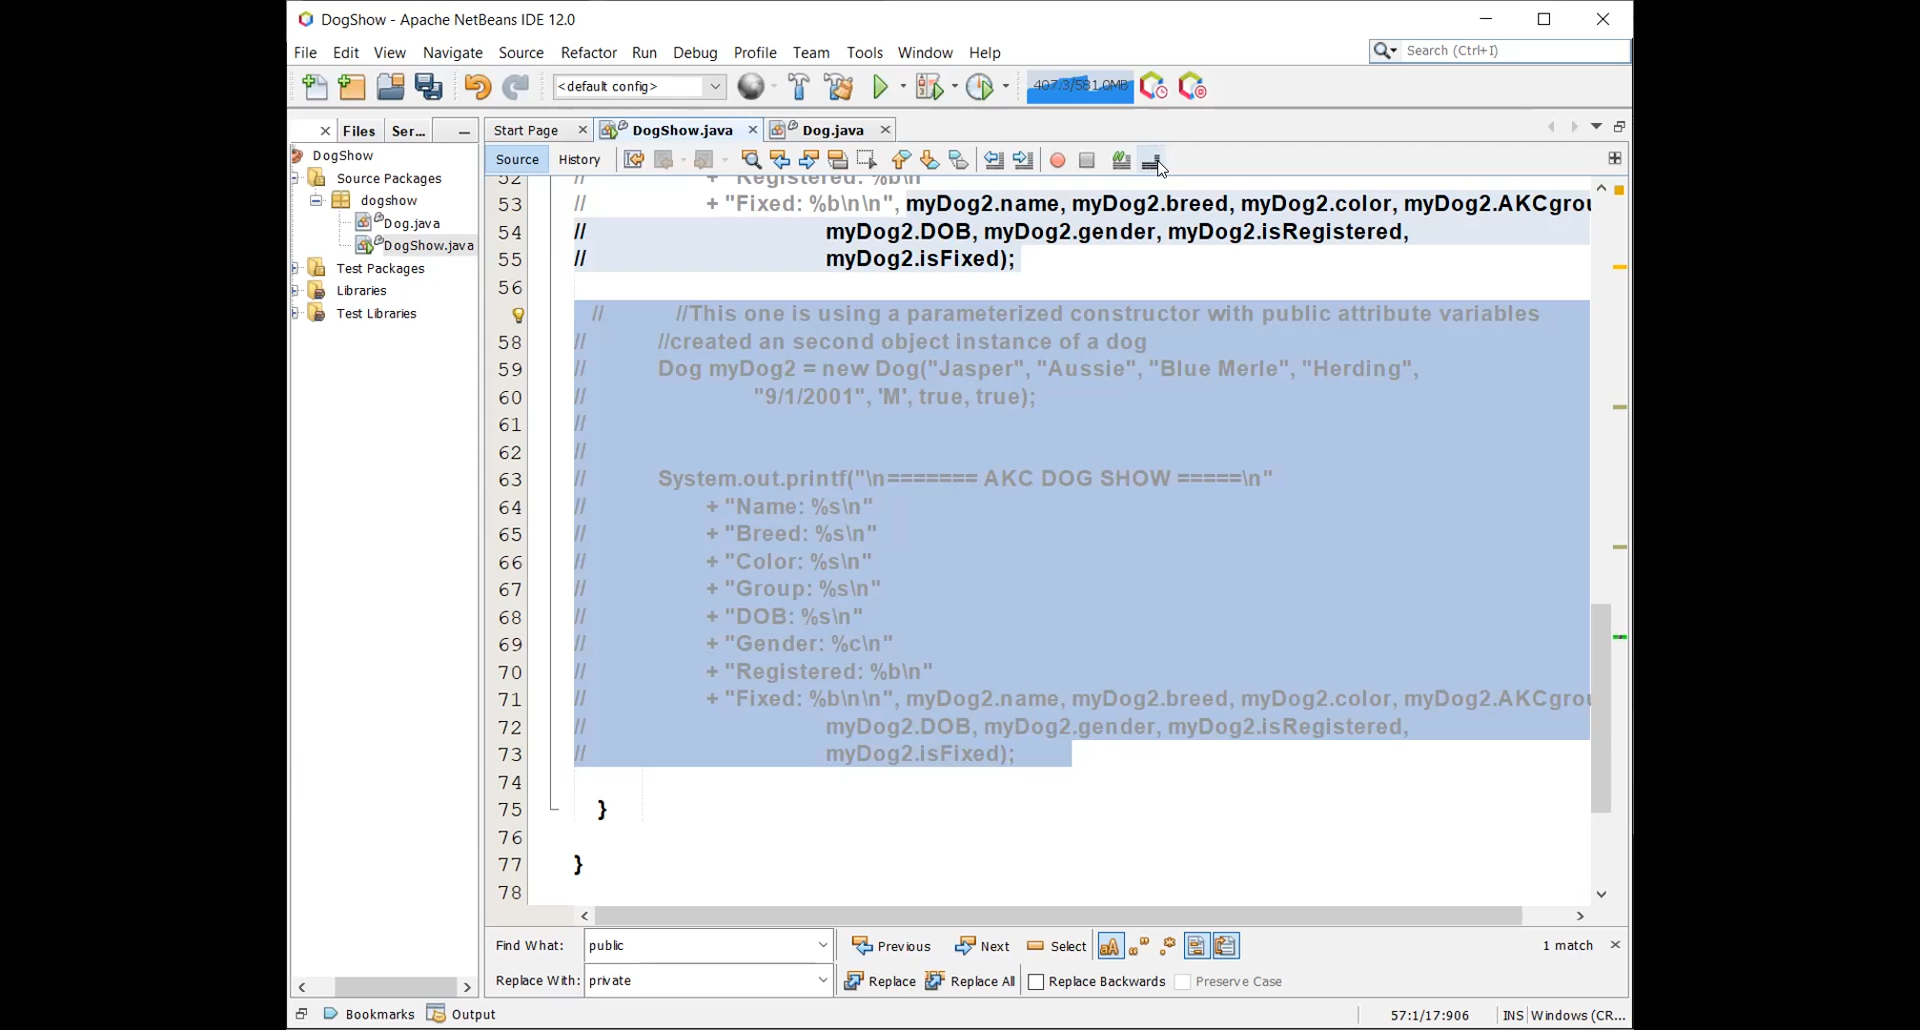 DogShow - Apache NetBeans IDE 12.0
File Edit View Navigate Source Refactor Run Debug Profile Team Tools Window Help
Search (Ctrl+I)
<default config>
407.3/581.0MB
Files Ser...
Start Page DogShow.java Dog.java
DogShow
Source Packages
dogshow
Dog.java
DogShow.java
Test Packages
Libraries
Test Libraries
Source History
52 // + "Registered: %b\n"
53 // + "Fixed: %b\n\n", myDog2.name, myDog2.breed, myDog2.color, myDog2.AKCgrou
54 // myDog2.DOB, myDog2.gender, myDog2.isRegistered,
55 // myDog2.isFixed);
56
// //This one is using a parameterized constructor with public attribute variables
58 // //created an second object instance of a dog
59 // Dog myDog2 = new Dog("Jasper", "Aussie", "Blue Merle", "Herding",
60 // "9/1/2001", 'M', true, true);
61 //
62 //
63 // System.out.printf("\n======= AKC DOG SHOW =====\n"
64 // + "Name: %s\n"
65 // + "Breed: %s\n"
66 // + "Color: %s\n"
67 // + "Group: %s\n"
68 // + "DOB: %s\n"
69 // + "Gender: %c\n"
70 // + "Registered: %b\n"
71 // + "Fixed: %b\n\n", myDog2.name, myDog2.breed, myDog2.color, myDog2.AKCgrou
72 // myDog2.DOB, myDog2.gender, myDog2.isRegistered,
73 // myDog2.isFixed);
74
75 }
76
77 }
78
Find What: public Previous Next Select 1 match
Replace With: private Replace Replace All Replace Backwards Preserve Case
Bookmarks Output 57:1/17:906 INS Windows (CR...